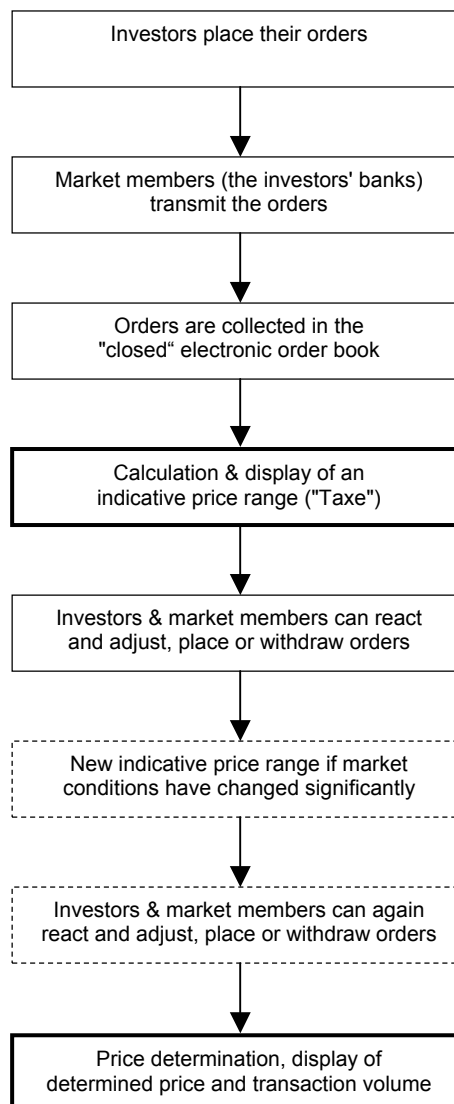 Investors place their orders
Market members (the investors' banks)
transmit the orders
Orders are collected in the
"closed“ electronic order book
Calculation & display of an
indicative price range ("Taxe")
Investors & market members can react
and adjust, place or withdraw orders
New indicative price range if market
conditions have changed significantly
Investors & market members can again
react and adjust, place or withdraw orders
Price determination, display of
determined price and transaction volume